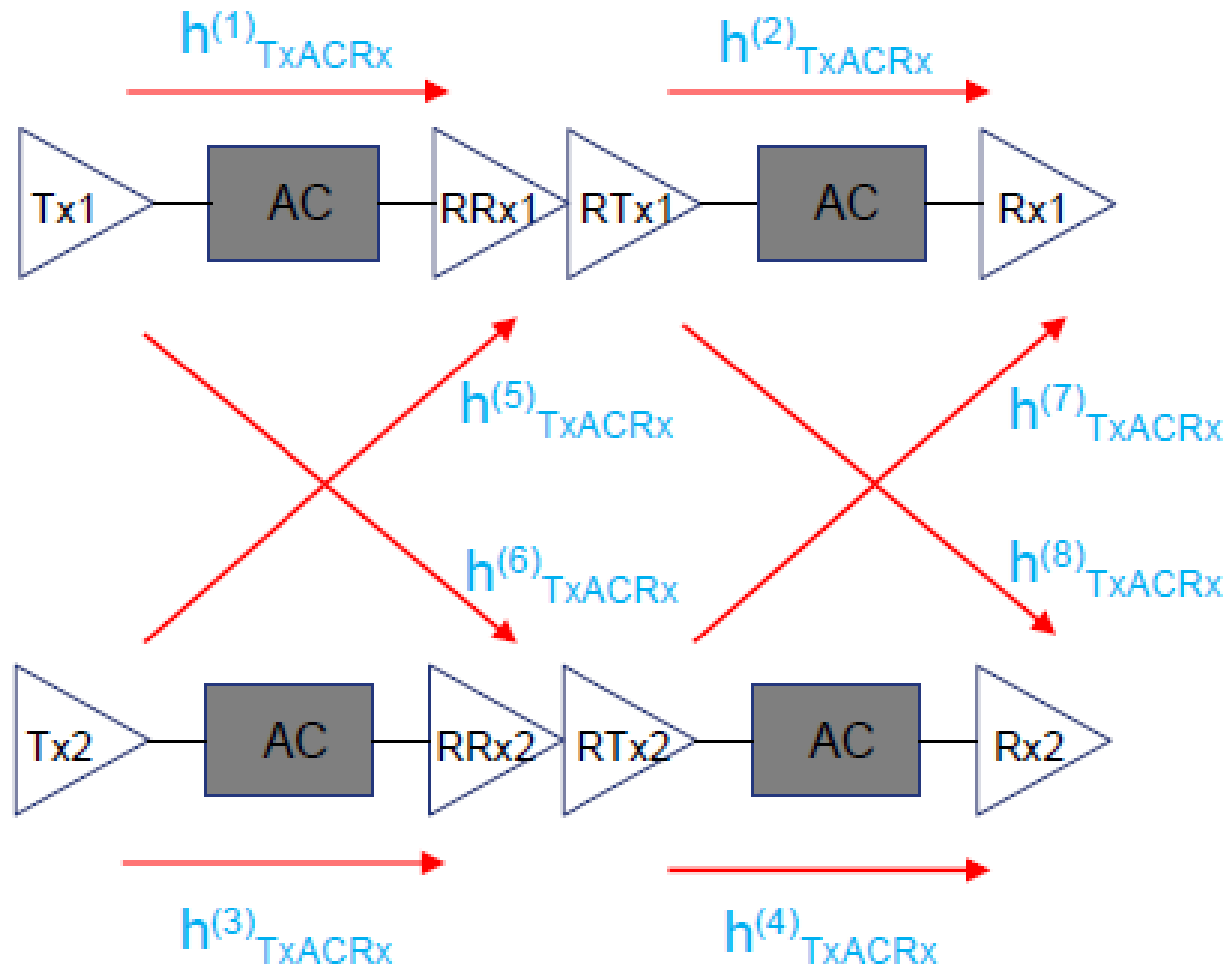 h(1)TxACRx h(2)TxACRx
Tx1 AC RRx1 RTx1 AC Rx1
h(5)TxACRx h(7)TxACRx
h(6)TxACRx h(8)TxACRx
Tx2 AC RRx2 RTx2 AC Rx2
h(3)TxACRx h(4)TxACRx